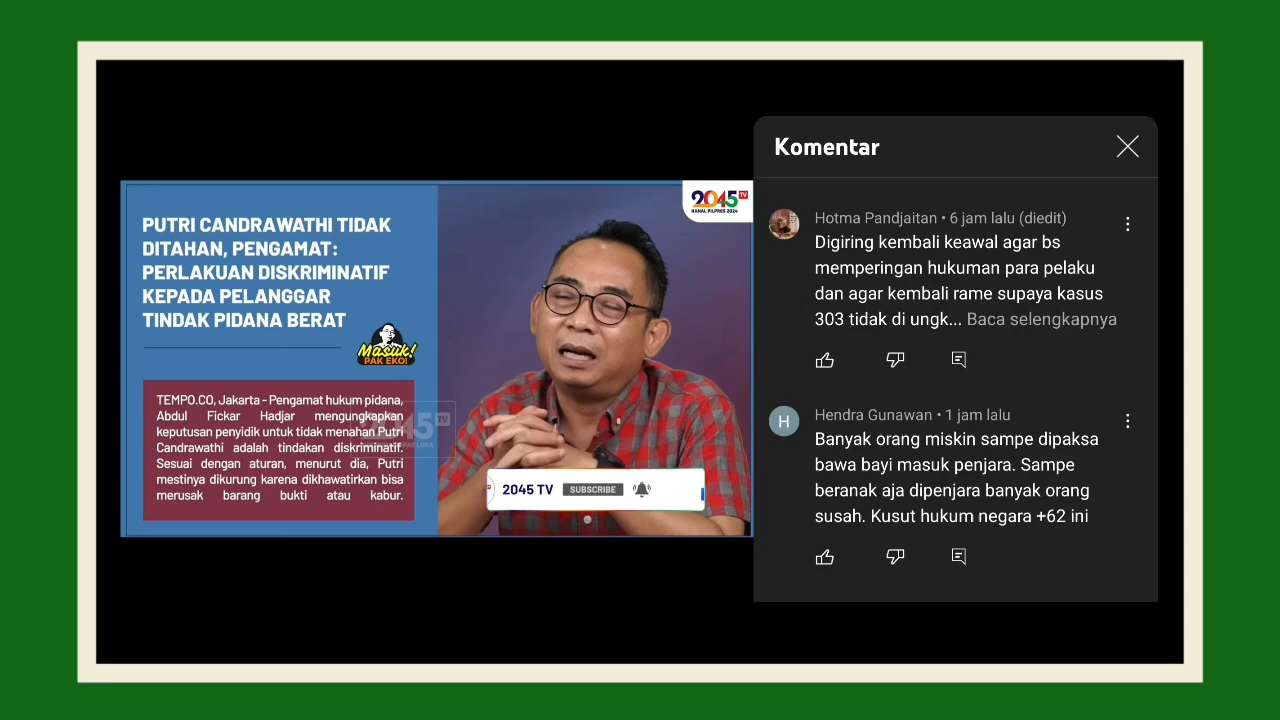 PUTRI CANDRAWATHI TIDAK
DITAHAN, PENGAMAT:
PERLAKUAN DISKRIMINATIF
KEPADA PELANGGAR
TINDAK PIDANA BERAT
Masuk!
PAK EKO!
TEMPO.CO, Jakarta - Pengamat hukum pidana,
Abdul Fickar Hadjar mengungkapkan
keputusan penyidik untuk tidak menahan Putri
Candrawathi adalah tindakan diskriminatif.
Sesuai dengan aturan, menurut dia, Putri
mestinya dikurung karena dikhawatirkan bisa
merusak barang bukti atau kabur.
2045 TV
2045 TV
KANAL PILPRES 2024
2045 TV SUBSCRIBE
Komentar
Hotma Pandjaitan • 6 jam lalu (diedit)
Digiring kembali keawal agar bs
memperingan hukuman para pelaku
dan agar kembali rame supaya kasus
303 tidak di ungk... Baca selengkapnya
H
Hendra Gunawan • 1 jam lalu
Banyak orang miskin sampe dipaksa
bawa bayi masuk penjara. Sampe
beranak aja dipenjara banyak orang
susah. Kusut hukum negara +62 ini